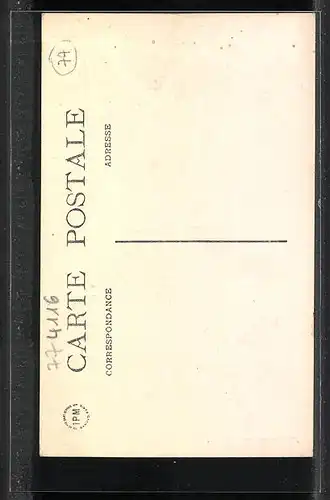 CARTE POSTALE
CORRESPONDANCE
ADRESSE
77
774116
IPM